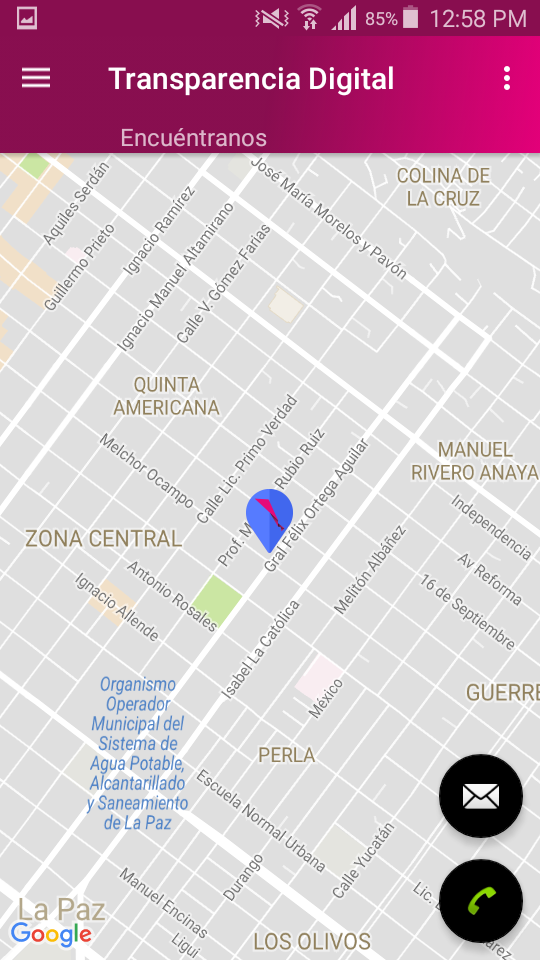 85% 12:58 PM
Transparencia Digital
Encuéntranos
José María Morelos y Pavón
COLINA DE
LA CRUZ
Aquiles Serdán
Ignacio Ramírez
Ignacio Manuel Altamirano
Guillermo Prieto
Calle V. Gómez Farias
QUINTA
AMERICANA
Calle Lic. Primo Verdad
Melchor Ocampo
Rubio Ruiz
Prof. M
Gral Félix Ortega Aguilar
MANUEL
RIVERO ANAYA
Independencia
ZONA CENTRAL
Av Reforma
Melitón Albáñez
16 de Septiembre
Antonio Rosales
Ignacio Allende
Isabel La Católica
Organismo
Operador
Municipal del
Sistema de
Agua Potable,
Alcantarillado
y Saneamiento
de La Paz
México
GUERRE
PERLA
Escuela Normal Urbana
Calle Yucatán
Durango
Manuel Encinas
Lic.
La Paz
Google
Ligui
LOS OLIVOS